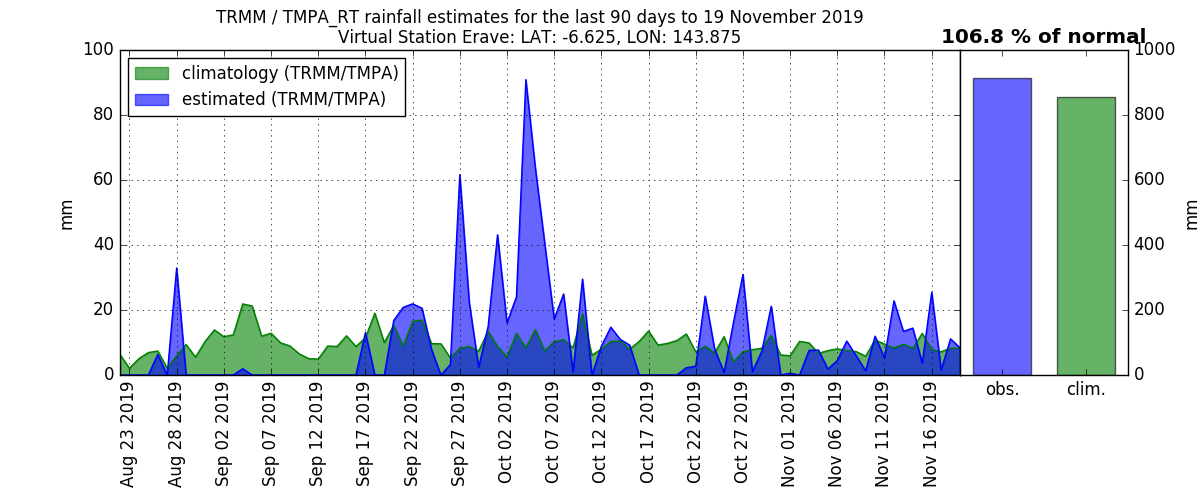 TRMM / TMPA_RT rainfall estimates for the last 90 days to 19 November 2019
Virtual Station Erave: LAT: -6.625, LON: 143.875
106.8 % of normal
climatology (TRMM/TMPA)
estimated (TRMM/TMPA)
100
80
60
40
20
0
mm
Aug 23 2019
Aug 28 2019
Sep 02 2019
Sep 07 2019
Sep 12 2019
Sep 17 2019
Sep 22 2019
Sep 27 2019
Oct 02 2019
Oct 07 2019
Oct 12 2019
Oct 17 2019
Oct 22 2019
Oct 27 2019
Nov 01 2019
Nov 06 2019
Nov 11 2019
Nov 16 2019
obs.
clim.
1000
800
600
400
200
0
mm